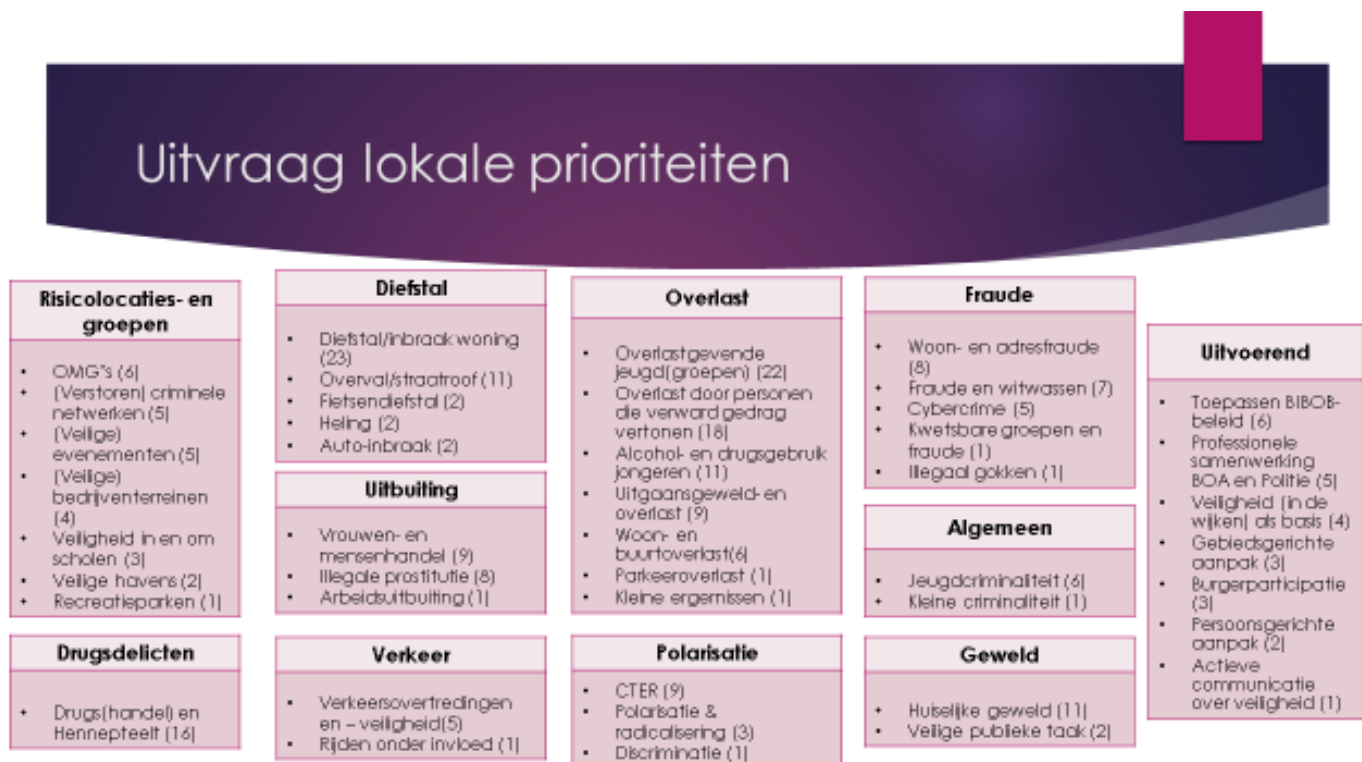 Uitvraag lokale prioriteiten
Risicolocaties- en
groepen
• OMG"s (6)
• (Verstoren) criminele
netwerken (5)
• (Veilige)
evenementen (5)
• (Veilige)
bedrijventerreinen
(4)
• Veiligheid in en om
scholen (3)
• Veilige havens (2)
• Recreatieparken (1)
Drugsdelicten
• Drugs(handel) en
Hennepteelt (16)
Diefstal
• Diefstal/inbraak woning
(23)
• Overval/straatroof (11)
• Fietsendiefstal (2)
• Heling (2)
• Auto-inbraak (2)
Uitbuiting
• Vrouwen- en
mensenhandel (9)
• Illegale prostitutie (8)
• Arbeidsuitbuiting (1)
Verkeer
• Verkeersovertredingen
en – veiligheid(5)
• Rijden onder invloed (1)
Overlast
• Overlastgevende
jeugd(groepen) (22)
• Overlast door personen
die verward gedrag
vertonen (18)
• Alcohol- en drugsgebruik
jongeren (11)
• Uitgaansgeweld- en
overlast (9)
• Woon- en
buurtoverlast(6)
• Parkeeroverlast (1)
• Kleine ergernissen (1)
Polarisatie
• CTER (9)
• Polarisatie &
radicalisering (3)
• Discriminatie (1)
Fraude
• Woon- en adresfraude
(8)
• Fraude en witwassen (7)
• Cybercrime (5)
• Kwetsbare groepen en
fraude (1)
• Illegaal gokken (1)
Algemeen
• Jeugdcriminaliteit (6)
• Kleine criminaliteit (1)
Geweld
• Huiselijke geweld (11)
• Veilige publieke taak (2)
Uitvoerend
• Toepassen BIBOB-
beleid (6)
• Professionele
samenwerking
BOA en Politie (5)
• Veiligheid (in de
wijken) als basis (4)
• Gebiedsgerichte
aanpak (3)
• Burgerparticipatie
(3)
• Persoonsgerichte
aanpak (2)
• Actieve
communicatie
over veiligheid (1)